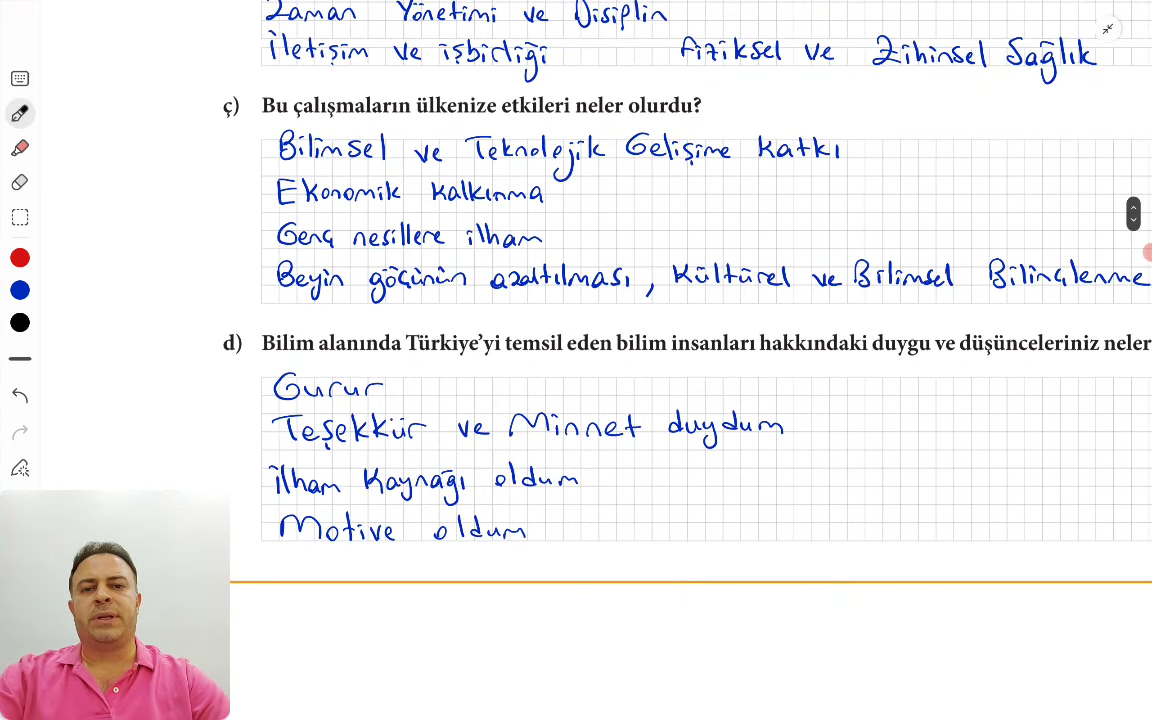 Zaman Yönetimi ve Disiplin
İletişim ve işbirliği Fiziksel ve Zihinsel Sağlık
ç) Bu çalışmaların ülkenize etkileri neler olurdu?
Bilimsel ve Teknolojik Gelişime Katkı
Ekonomik kalkınma
Genç nesillere ilham
Beyin göçünün azaltılması, Kültürel ve Bilimsel Bilinçlenme
d) Bilim alanında Türkiye'yi temsil eden bilim insanları hakkındaki duygu ve düşünceleriniz neler
Gurur
Teşekkür ve Minnet duydum
ilham Kaynağı oldum
Motive oldum